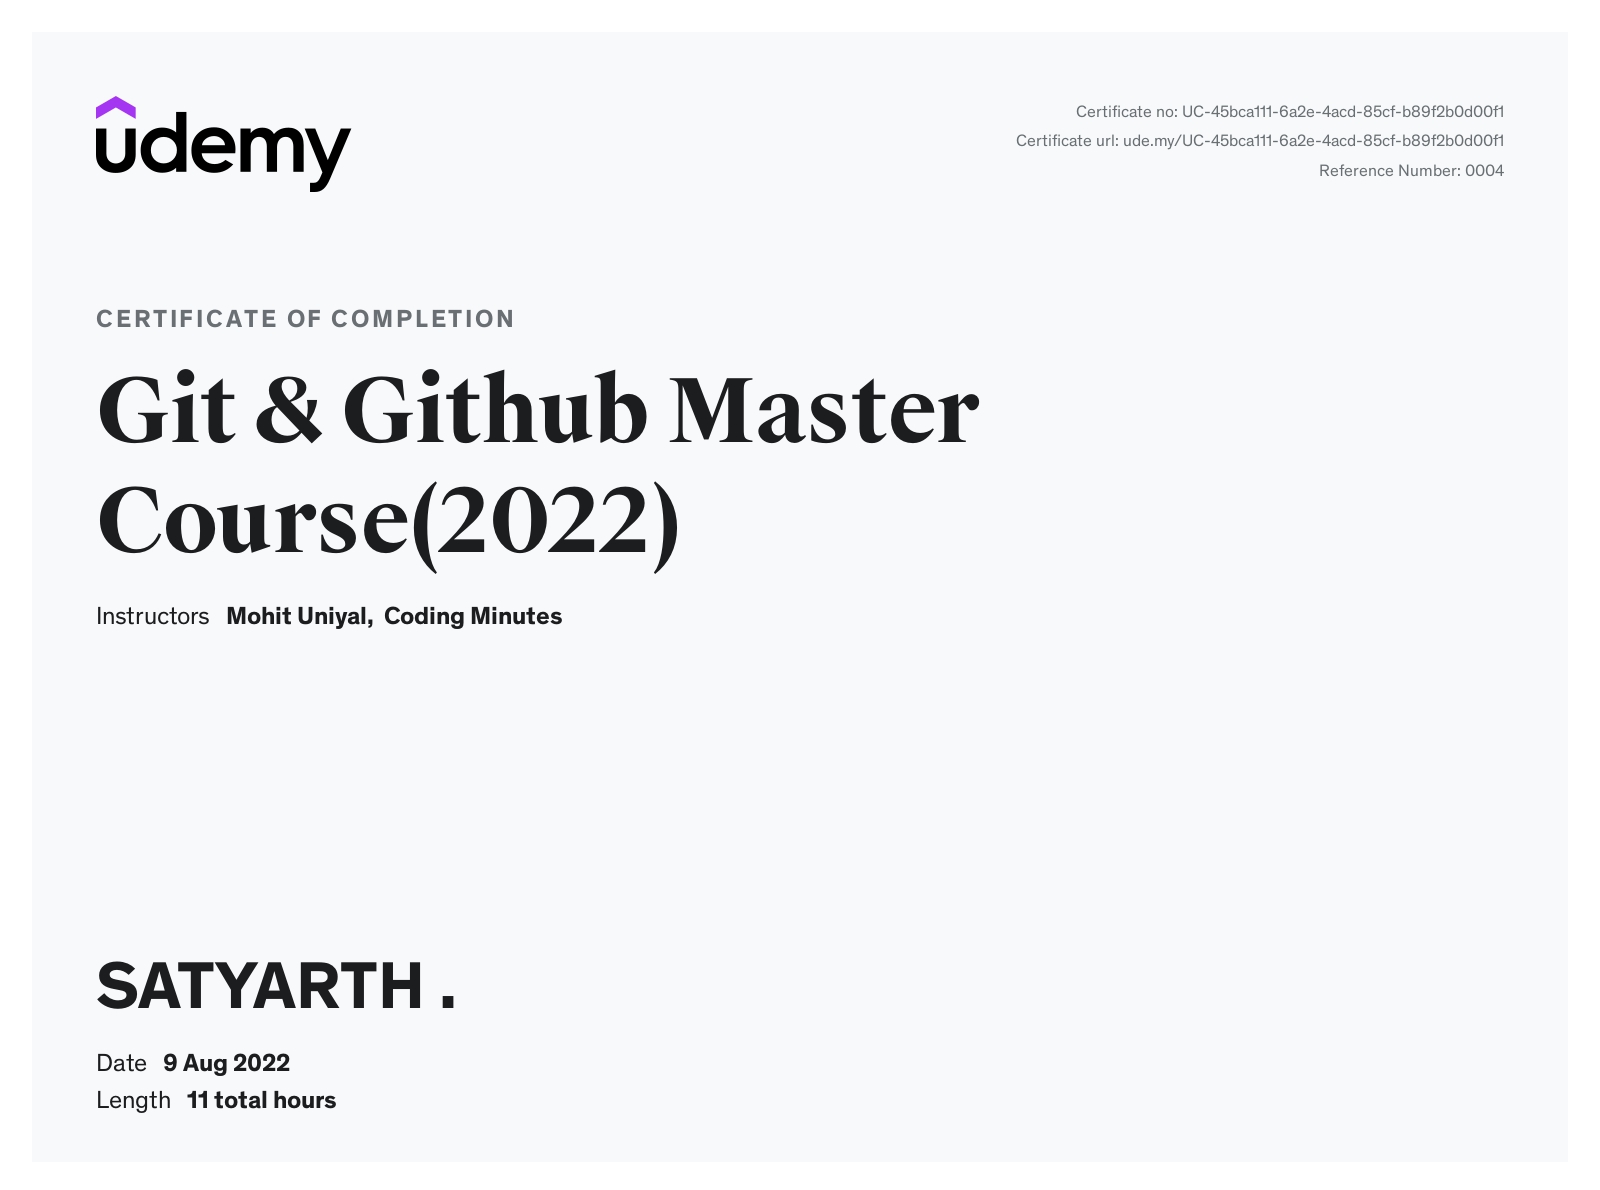 udemy
Certificate no: UC-45bca111-6a2e-4acd-85cf-b89f2b0d00f1
Certificate url: ude.my/UC-45bca111-6a2e-4acd-85cf-b89f2b0d00f1
Reference Number: 0004
CERTIFICATE OF COMPLETION
Git & Github Master
Course(2022)
Instructors Mohit Uniyal, Coding Minutes
SATYARTH .
Date 9 Aug 2022
Length 11 total hours